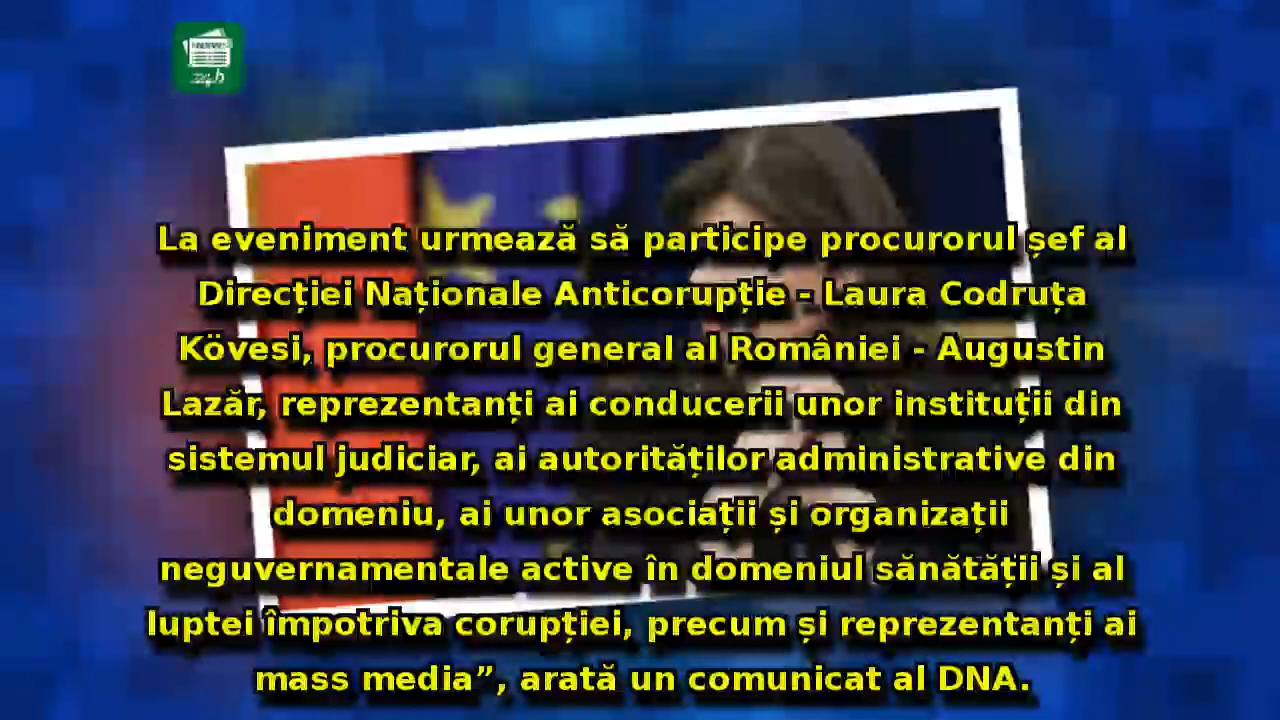 La eveniment urmează să participe procurorul șef al
Direcției Naționale Anticorupție - Laura Codruța
Kövesi, procurorul general al României - Augustin
Lazăr, reprezentanți ai conducerii unor instituții din
sistemul judiciar, ai autorităților administrative din
domeniu, ai unor asociații și organizații
neguvernamentale active în domeniul sănătății și al
luptei împotriva corupției, precum și reprezentanți ai
mass media”, arată un comunicat al DNA.